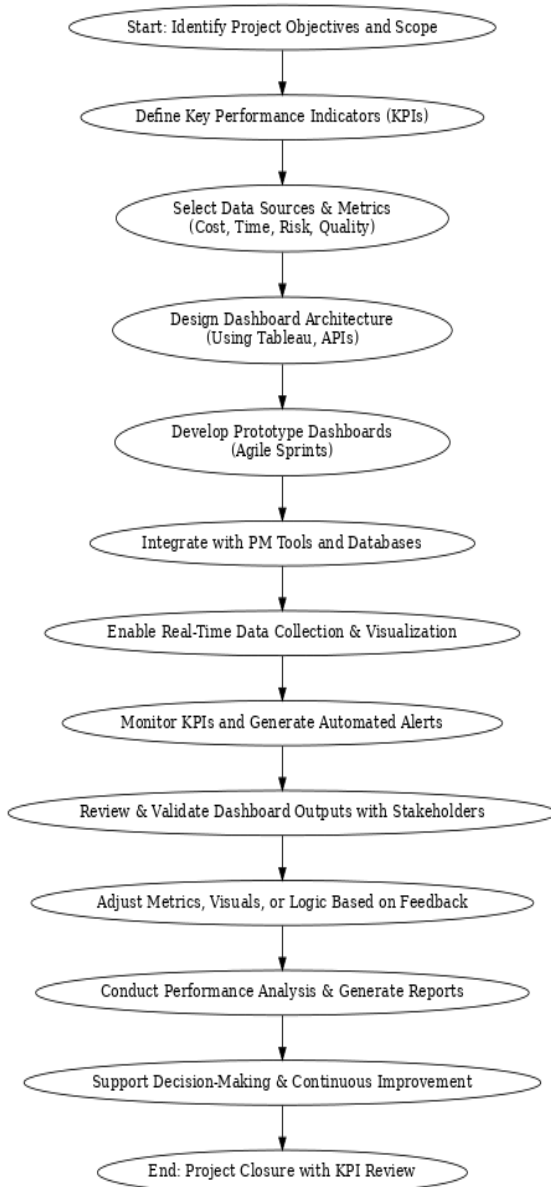 Start: Identify Project Objectives and Scope
Define Key Performance Indicators (KPIs)
Select Data Sources & Metrics
(Cost, Time, Risk, Quality)
Design Dashboard Architecture
(Using Tableau, APIs)
Develop Prototype Dashboards
(Agile Sprints)
Integrate with PM Tools and Databases
Enable Real-Time Data Collection & Visualization
Monitor KPIs and Generate Automated Alerts
Review & Validate Dashboard Outputs with Stakeholders
Adjust Metrics, Visuals, or Logic Based on Feedback
Conduct Performance Analysis & Generate Reports
Support Decision-Making & Continuous Improvement
End: Project Closure with KPI Review